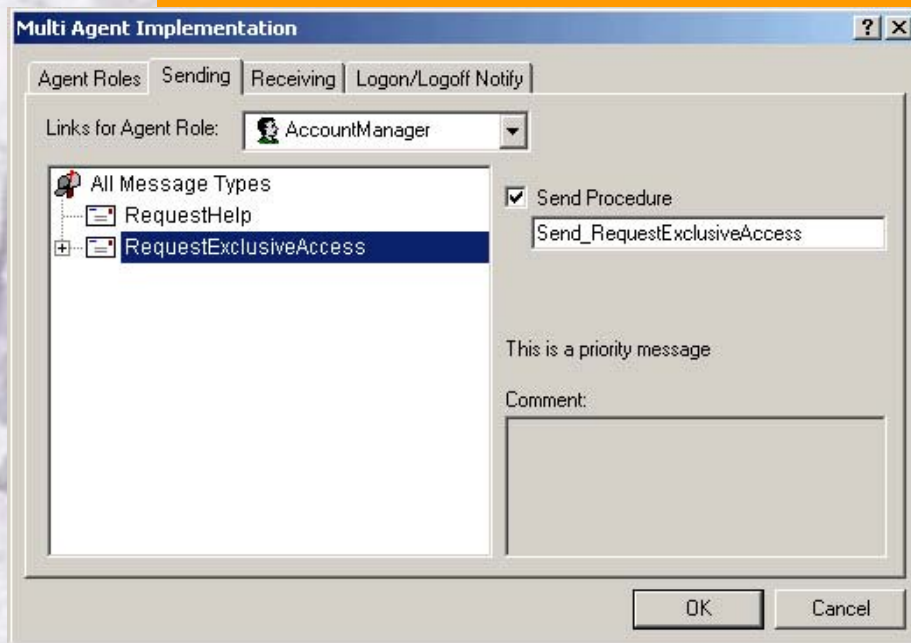 Multi Agent Implementation
Agent Roles Sending Receiving Logon/Logoff Notify
Links for Agent Role: AccountManager
All Message Types
RequestHelp
RequestExclusiveAccess
Send Procedure
Send_RequestExclusiveAccess
This is a priority message
Comment:
OK Cancel